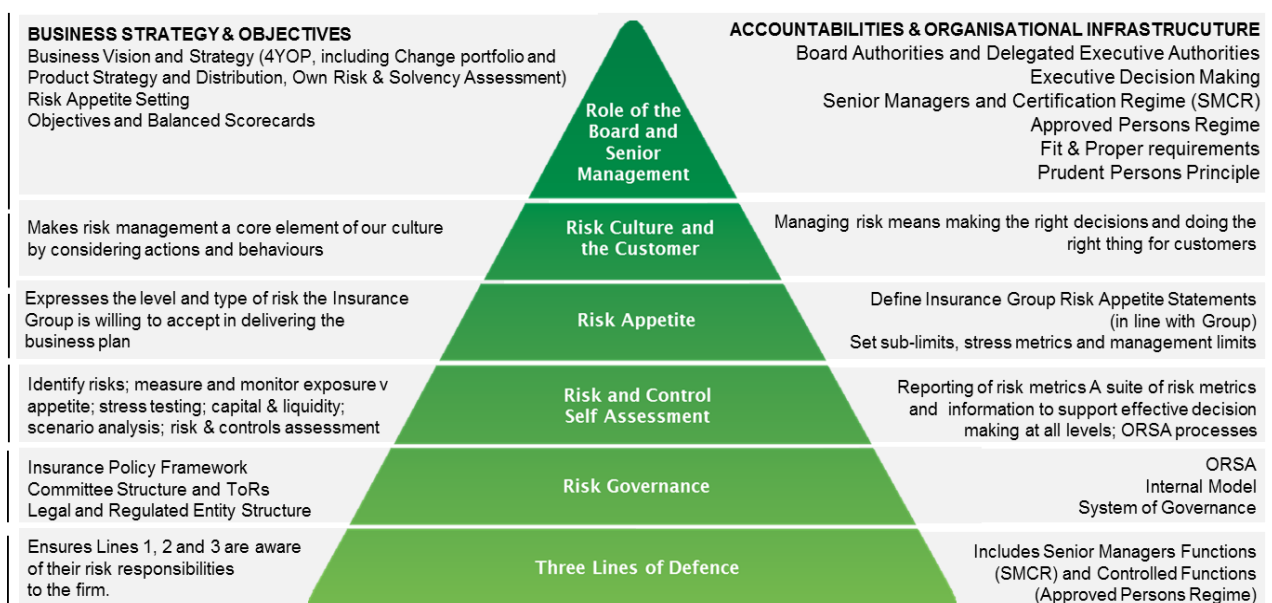 BUSINESS STRATEGY & OBJECTIVES
Business Vision and Strategy (4YOP, including Change portfolio and
Product Strategy and Distribution, Own Risk & Solvency Assessment)
Risk Appetite Setting
Objectives and Balanced Scorecards
Role of the
Board and
Senior
Management
ACCOUNTABILITIES & ORGANISATIONAL INFRASTRUCUTURE
Board Authorities and Delegated Executive Authorities
Executive Decision Making
Senior Managers and Certification Regime (SMCR)
Approved Persons Regime
Fit & Proper requirements
Prudent Persons Principle
Makes risk management a core element of our culture
by considering actions and behaviours
Risk Culture and
the Customer
Managing risk means making the right decisions and doing the
right thing for customers
Expresses the level and type of risk the Insurance
Group is willing to accept in delivering the
business plan
Risk Appetite
Define Insurance Group Risk Appetite Statements
(in line with Group)
Set sub-limits, stress metrics and management limits
Identify risks; measure and monitor exposure v
appetite; stress testing; capital & liquidity;
scenario analysis; risk & controls assessment
Risk and Control
Self Assessment
Reporting of risk metrics A suite of risk metrics
and information to support effective decision
making at all levels; ORSA processes
Insurance Policy Framework
Committee Structure and ToRs
Legal and Regulated Entity Structure
Risk Governance
ORSA
Internal Model
System of Governance
Ensures Lines 1, 2 and 3 are aware
of their risk responsibilities
to the firm.
Three Lines of Defence
Includes Senior Managers Functions
(SMCR) and Controlled Functions
(Approved Persons Regime)